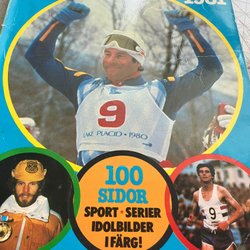 1981
9
LAKE PLACID · 1980
100
SIDOR
SPORT · SERIER
IDOLBILDER
I FÄRG!
9